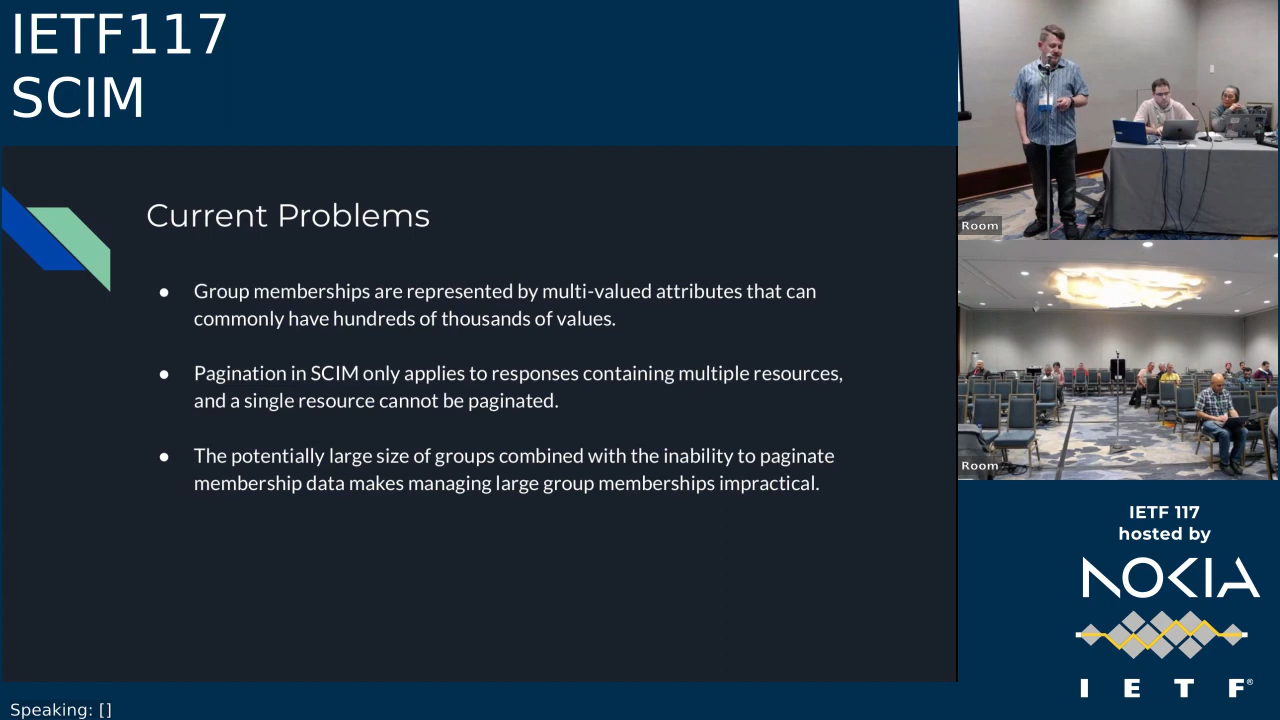 IETF117
SCIM
Current Problems
● Group memberships are represented by multi-valued attributes that can
commonly have hundreds of thousands of values.
● Pagination in SCIM only applies to responses containing multiple resources,
and a single resource cannot be paginated.
● The potentially large size of groups combined with the inability to paginate
membership data makes managing large group memberships impractical.
Room
Room
IETF 117
hosted by
NOKIA
I E T F®
Speaking: []